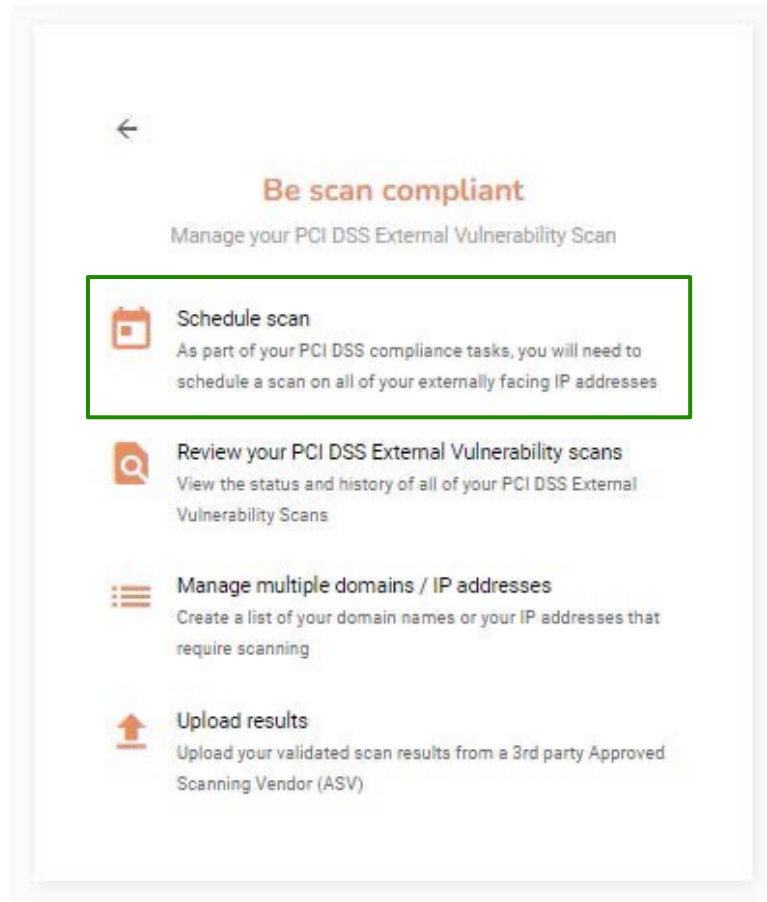 Be scan compliant
Manage your PCI DSS External Vulnerability Scan
Schedule scan
As part of your PCI DSS compliance tasks, you will need to
schedule a scan on all of your externally facing IP addresses
Review your PCI DSS External Vulnerability scans
View the status and history of all of your PCI DSS External
Vulnerability Scans
Manage multiple domains / IP addresses
Create a list of your domain names or your IP addresses that
require scanning
Upload results
Upload your validated scan results from a 3rd party Approved
Scanning Vendor (ASV)